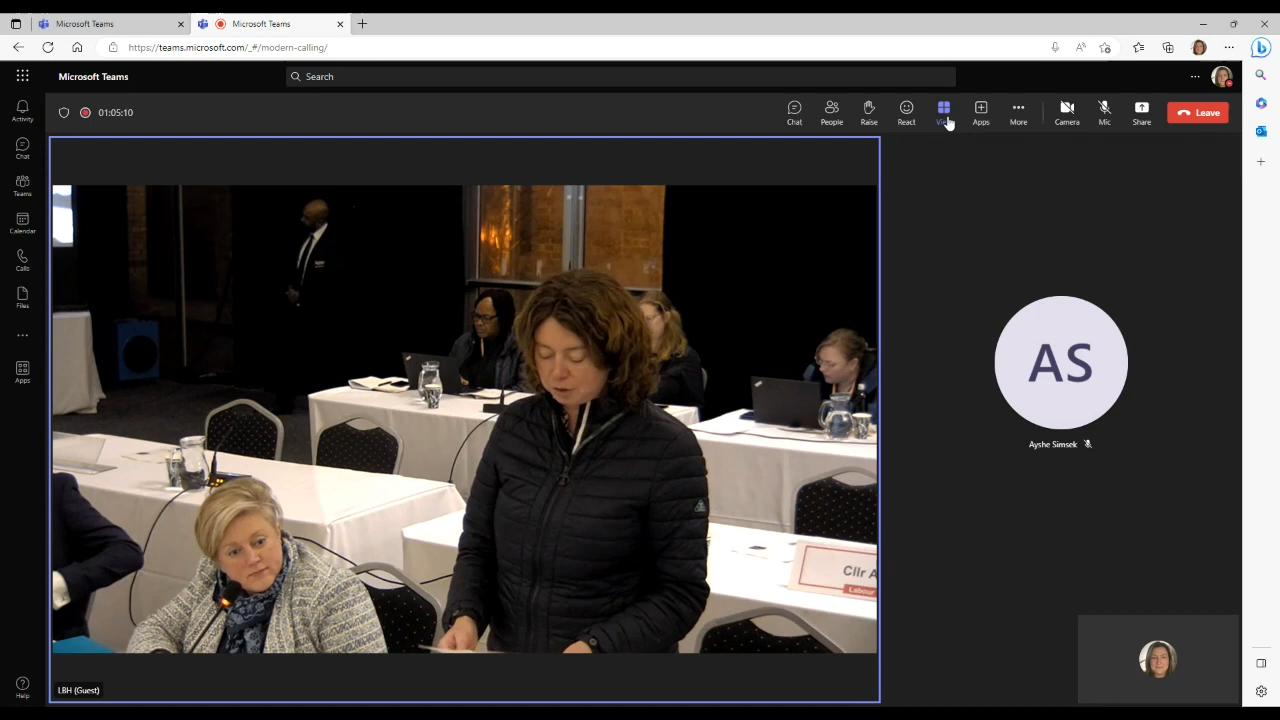 Microsoft Teams
Microsoft Teams
https://teams.microsoft.com/_#/modern-calling/
Microsoft Teams
Search
01:05:10
Chat
People
Raise
React
Apps
More
Camera
Mic
Share
Leave
Activity
Chat
Teams
Calendar
Calls
Files
Apps
Help
Cllr A
Labour
AS
Ayshe Simsek
LBH (Guest)